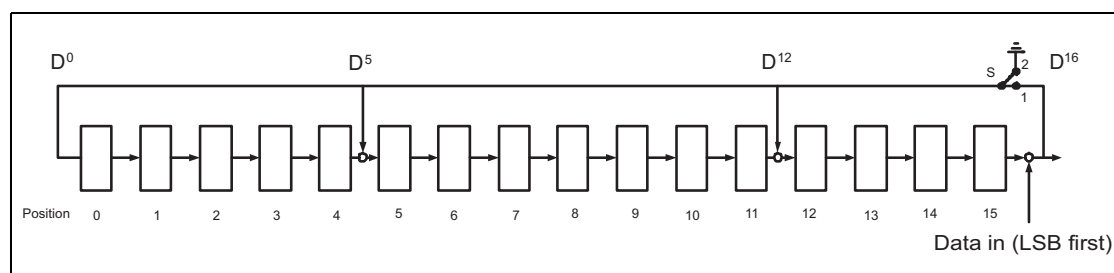 D⁰ D⁵ D¹² D¹⁶
S 2
1
Position 0 1 2 3 4 5 6 7 8 9 10 11 12 13 14 15
Data in (LSB first)